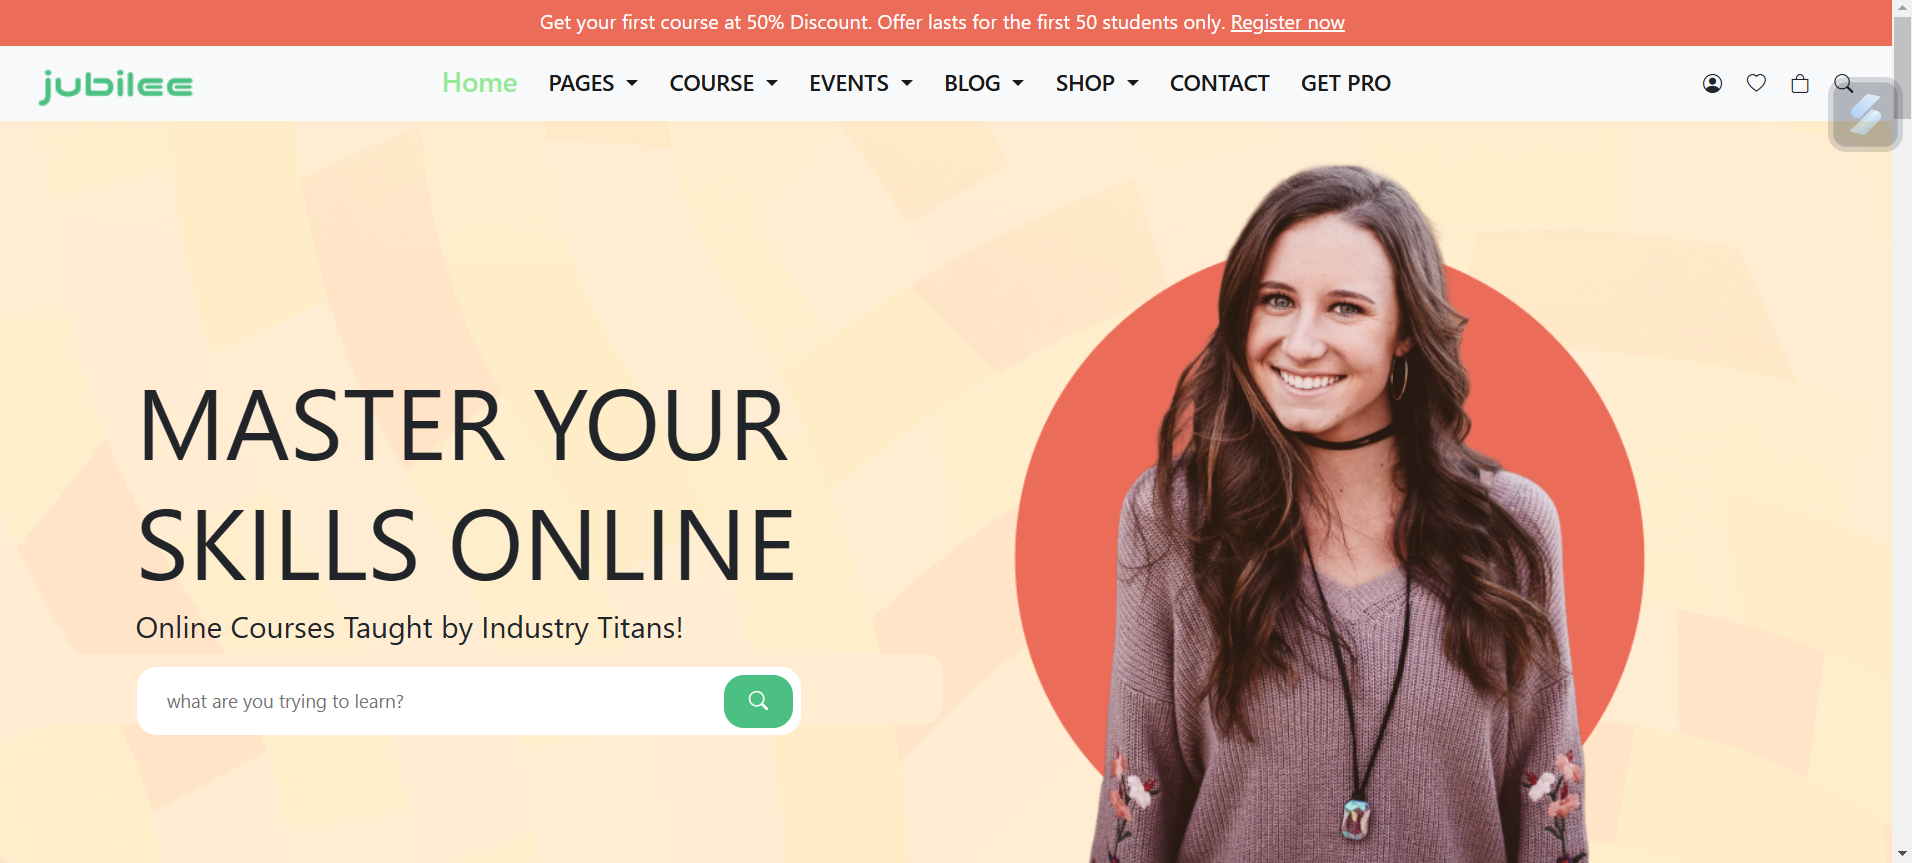 Get your first course at 50% Discount. Offer lasts for the first 50 students only. Register now
jubilee
Home PAGES COURSE EVENTS BLOG SHOP CONTACT GET PRO
MASTER YOUR
SKILLS ONLINE
Online Courses Taught by Industry Titans!
what are you trying to learn?